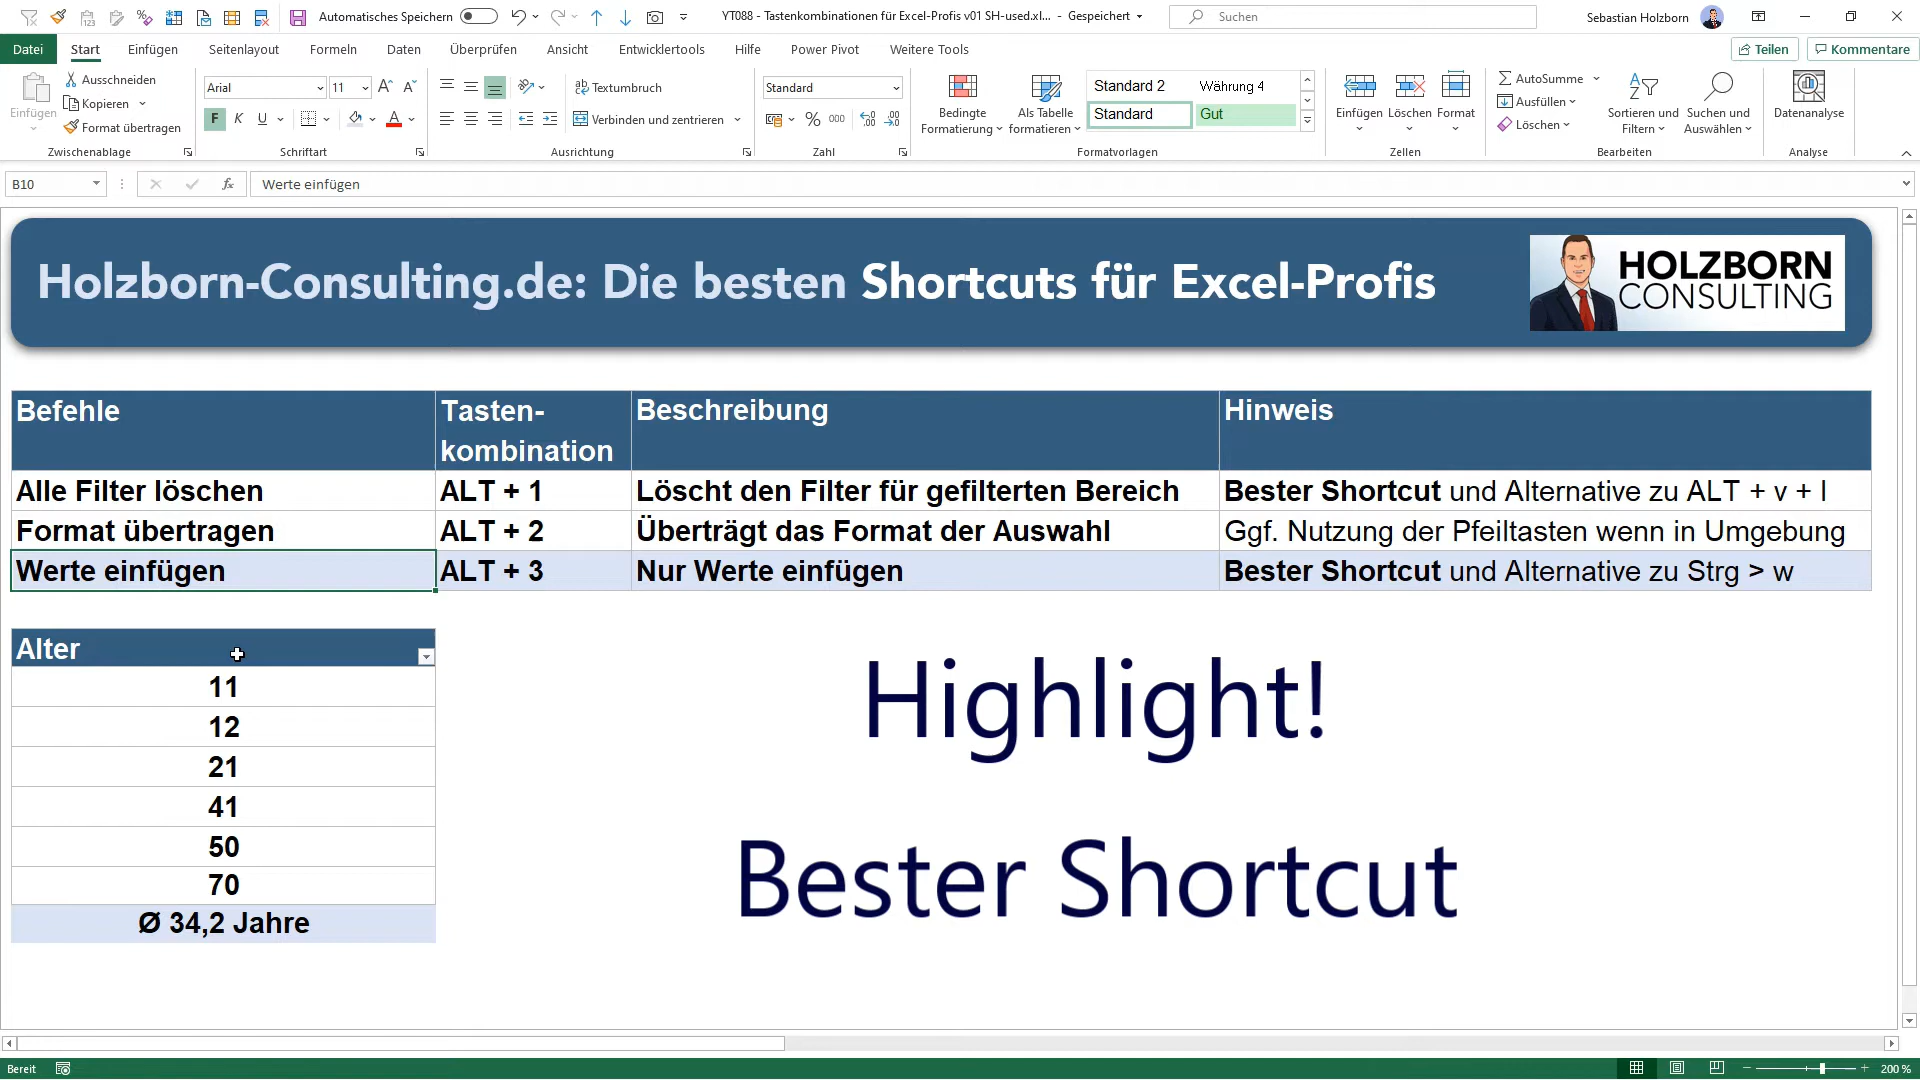 Automatisches Speichern
YT088 - Tastenkombinationen für Excel-Profis v01 SH-used.xl... - Gespeichert
Suchen
Sebastian Holzborn
Datei Start Einfügen Seitenlayout Formeln Daten Überprüfen Ansicht Entwicklertools Hilfe Power Pivot Weitere Tools
Teilen Kommentare
Einfügen
Ausschneiden
Kopieren
Format übertragen
Zwischenablage
Arial 11
F K U
Schriftart
Textumbruch
Verbinden und zentrieren
Ausrichtung
Standard
% 000
Zahl
Bedingte
Formatierung
Als Tabelle
formatieren
Standard 2 Währung 4
Standard Gut
Formatvorlagen
Einfügen Löschen Format
Zellen
AutoSumme
Ausfüllen
Löschen
Sortieren und
Filtern
Suchen und
Auswählen
Bearbeiten
Datenanalyse
Analyse
B10
fx
Werte einfügen
Holzborn-Consulting.de: Die besten Shortcuts für Excel-Profis
HOLZBORN
CONSULTING
Befehle Tasten- Beschreibung Hinweis
kombination
Alle Filter löschen ALT + 1 Löscht den Filter für gefilterten Bereich Bester Shortcut und Alternative zu ALT + v + l
Format übertragen ALT + 2 Überträgt das Format der Auswahl Ggf. Nutzung der Pfeiltasten wenn in Umgebung
Werte einfügen ALT + 3 Nur Werte einfügen Bester Shortcut und Alternative zu Strg > w
Alter
11
12
21
41
50
70
Ø 34,2 Jahre
Highlight!
Bester Shortcut
Bereit
200 %